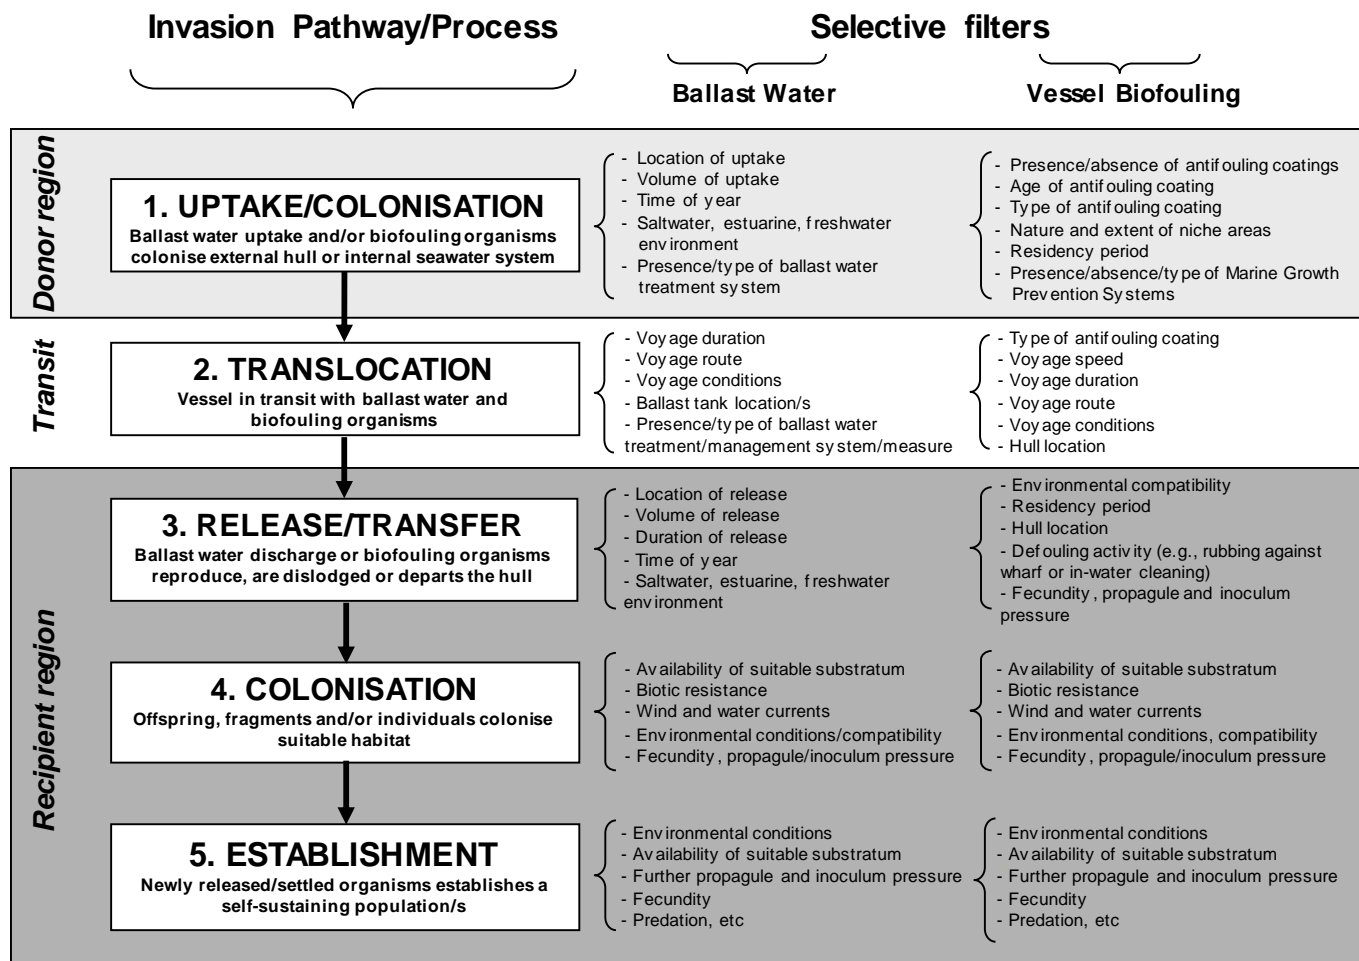 Invasion Pathway/Process
Selective filters
Ballast Water
Vessel Biofouling
Donor region
1. UPTAKE/COLONISATION
Ballast water uptake and/or biofouling organisms
colonise external hull or internal seawater system
- Location of uptake
- Volume of uptake
- Time of year
- Saltwater, estuarine, freshwater
environment
- Presence/type of ballast water
treatment system
- Presence/absence of antifouling coatings
- Age of antifouling coating
- Type of antifouling coating
- Nature and extent of niche areas
- Residency period
- Presence/absence/type of Marine Growth
Prevention Systems
Transit
2. TRANSLOCATION
Vessel in transit with ballast water and
biofouling organisms
- Voyage duration
- Voyage route
- Voyage conditions
- Ballast tank location/s
- Presence/type of ballast water
treatment/management system/measure
- Type of antifouling coating
- Voyage speed
- Voyage duration
- Voyage route
- Voyage conditions
- Hull location
Recipient region
3. RELEASE/TRANSFER
Ballast water discharge or biofouling organisms
reproduce, are dislodged or departs the hull
- Location of release
- Volume of release
- Duration of release
- Time of year
- Saltwater, estuarine, freshwater
environment
- Environmental compatibility
- Residency period
- Hull location
- Defouling activity (e.g., rubbing against
wharf or in-water cleaning)
- Fecundity, propagule and inoculum
pressure
4. COLONISATION
Offspring, fragments and/or individuals colonise
suitable habitat
- Availability of suitable substratum
- Biotic resistance
- Wind and water currents
- Environmental conditions/compatibility
- Fecundity, propagule/inoculum pressure
- Availability of suitable substratum
- Biotic resistance
- Wind and water currents
- Environmental conditions, compatibility
- Fecundity, propagule/inoculum pressure
5. ESTABLISHMENT
Newly released/settled organisms establishes a
self-sustaining population/s
- Environmental conditions
- Availability of suitable substratum
- Further propagule and inoculum pressure
- Fecundity
- Predation, etc
- Environmental conditions
- Availability of suitable substratum
- Further propagule and inoculum pressure
- Fecundity
- Predation, etc